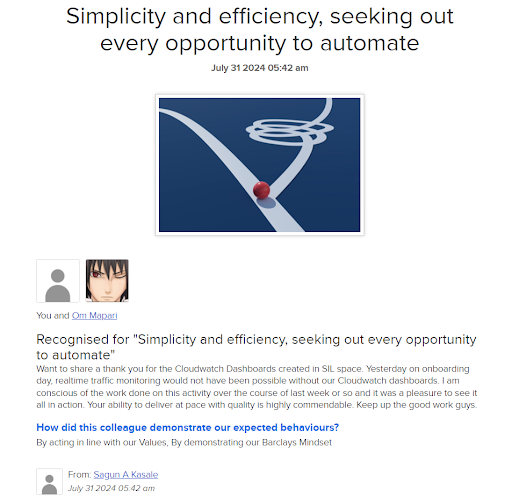 Simplicity and efficiency, seeking out
every opportunity to automate
July 31 2024 05:42 am
You and Om Mapari
Recognised for "Simplicity and efficiency, seeking out every opportunity
to automate"
Want to share a thank you for the Cloudwatch Dashboards created in SIL space. Yesterday on onboarding
day, realtime traffic monitoring would not have been possible without our Cloudwatch dashboards. I am
conscious of the work done on this activity over the course of last week or so and it was a pleasure to see it
all in action. Your ability to deliver at pace with quality is highly commendable. Keep up the good work guys.
How did this colleague demonstrate our expected behaviours?
By acting in line with our Values, By demonstrating our Barclays Mindset
From: Sagun A Kasale
July 31 2024 05:42 am